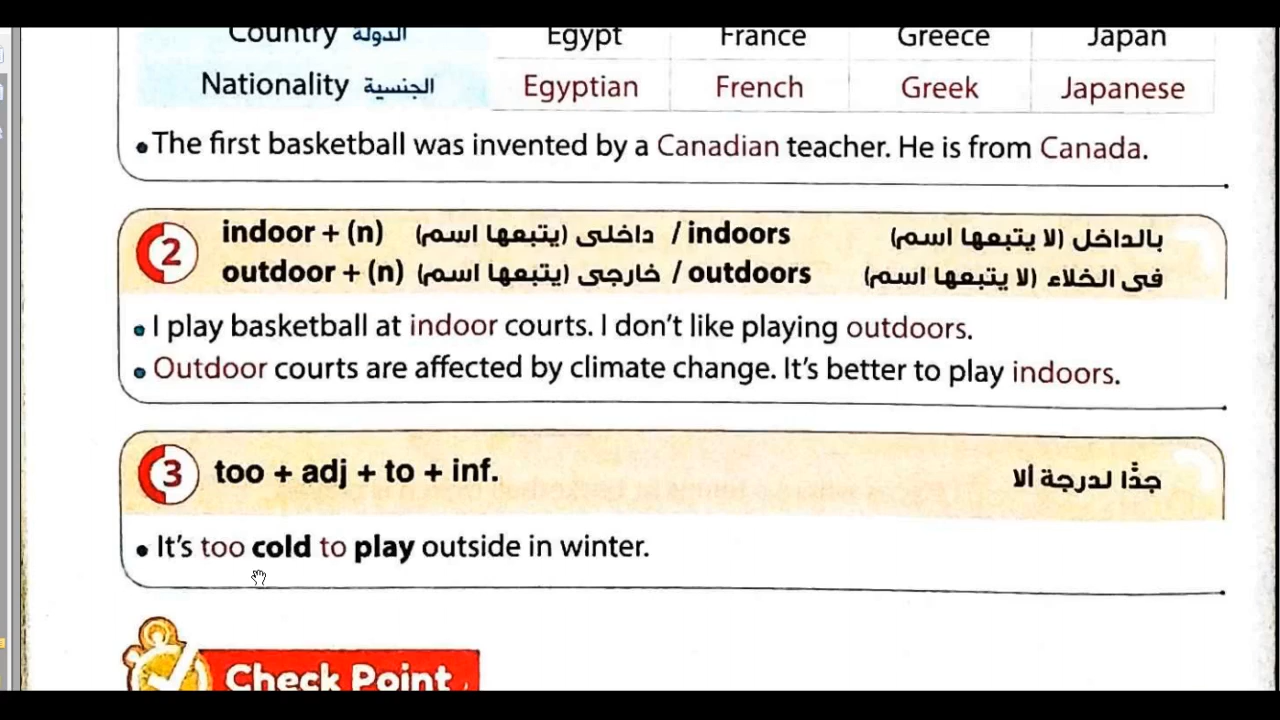 Country الدولة Egypt France Greece Japan
Nationality الجنسية Egyptian French Greek Japanese
• The first basketball was invented by a Canadian teacher. He is from Canada.
2 indoor + (n) داخلى (يتبعها اسم) / indoors بالداخل (لا يتبعها اسم)
outdoor + (n) خارجى (يتبعها اسم) / outdoors فى الخلاء (لا يتبعها اسم)
• I play basketball at indoor courts. I don't like playing outdoors.
• Outdoor courts are affected by climate change. It's better to play indoors.
3 too + adj + to + inf. جدًّا لدرجة ألا
• It's too cold to play outside in winter.
Check Point